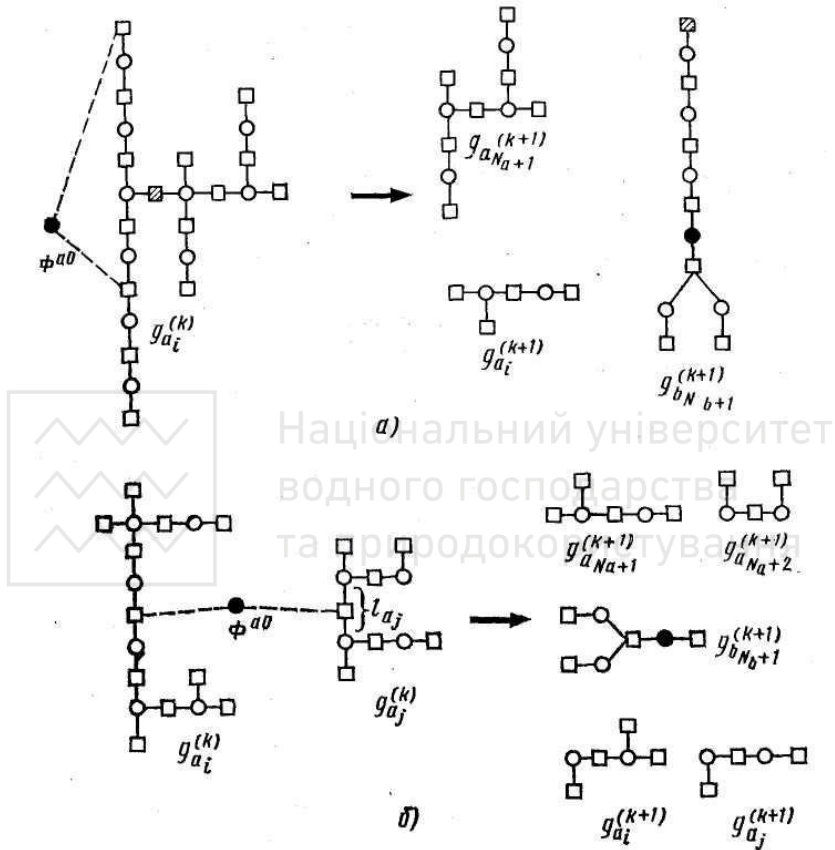 g_{a_{N_a+1}}^{(k+1)}
ф^{а0}
g_{a_i}^{(k)}
g_{a_i}^{(k+1)}
g_{b_{N_b+1}}^{(k+1)}
а)
Національний університет
водного господарства
та природокористування
g_{a_{N_a+1}}^{(k+1)}
g_{a_{N_a+2}}^{(k+1)}
ф^{а0}
l_{a_j}
g_{b_{N_b+1}}^{(k+1)}
g_{a_i}^{(k)}
g_{a_j}^{(k)}
б)
g_{a_i}^{(k+1)}
g_{a_j}^{(k+1)}